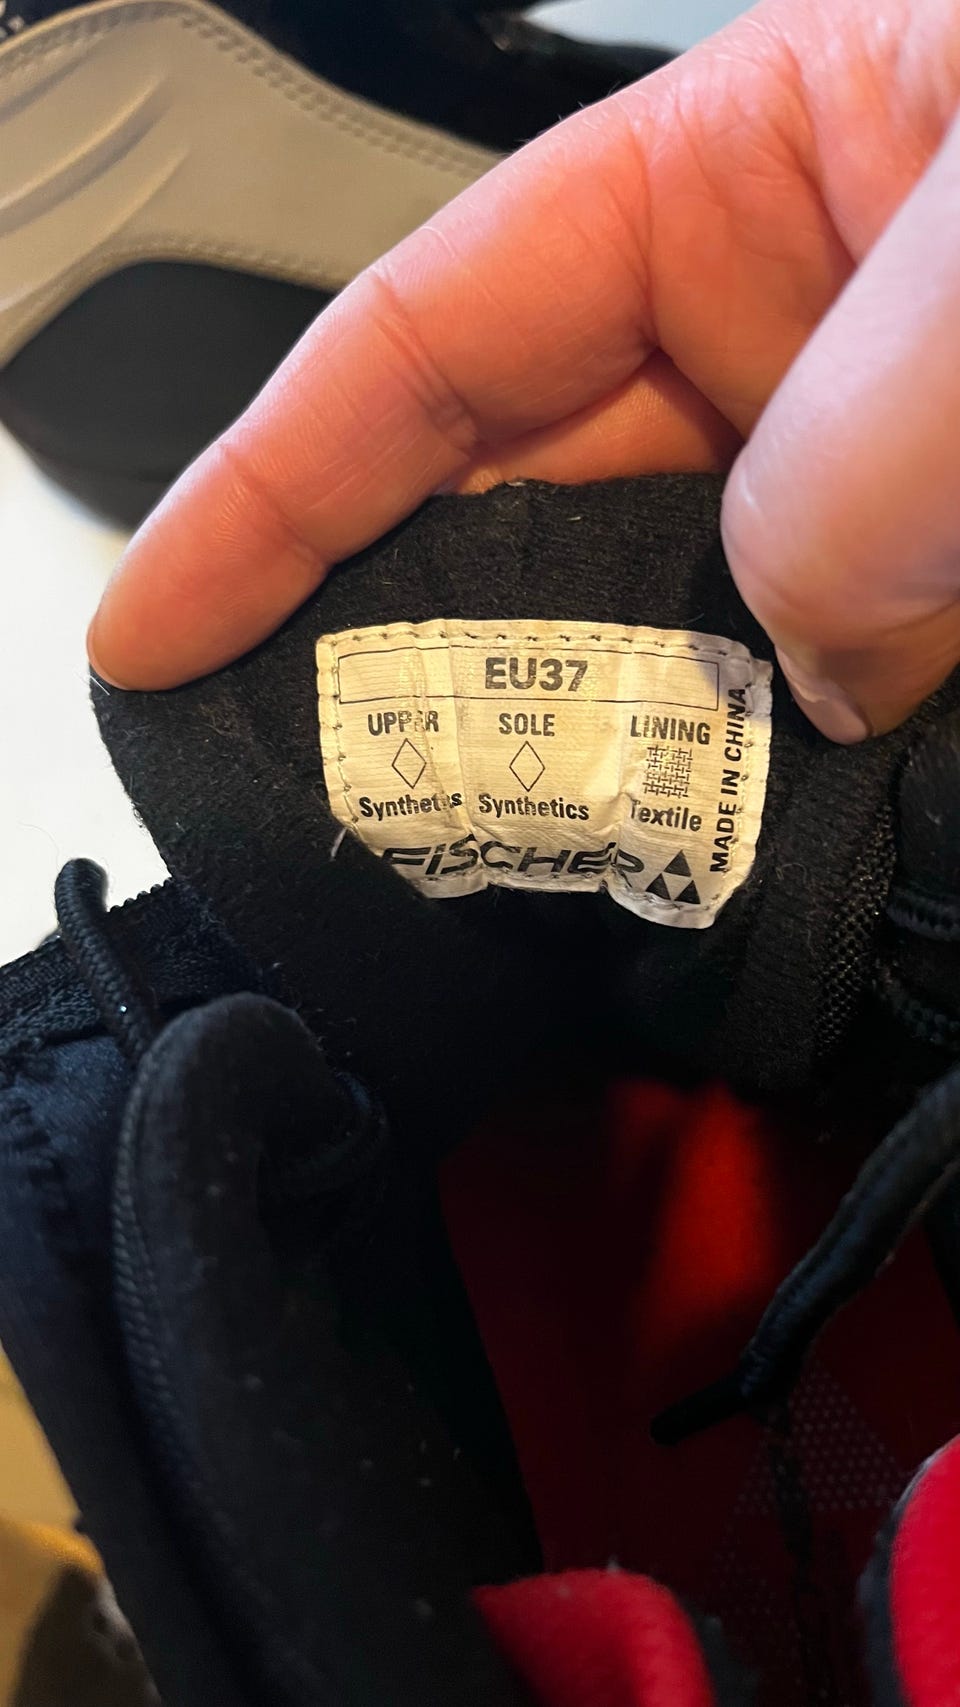 EU37
UPPER SOLE LINING
Synthetics Synthetics Textile
FISCHER
MADE IN CHINA